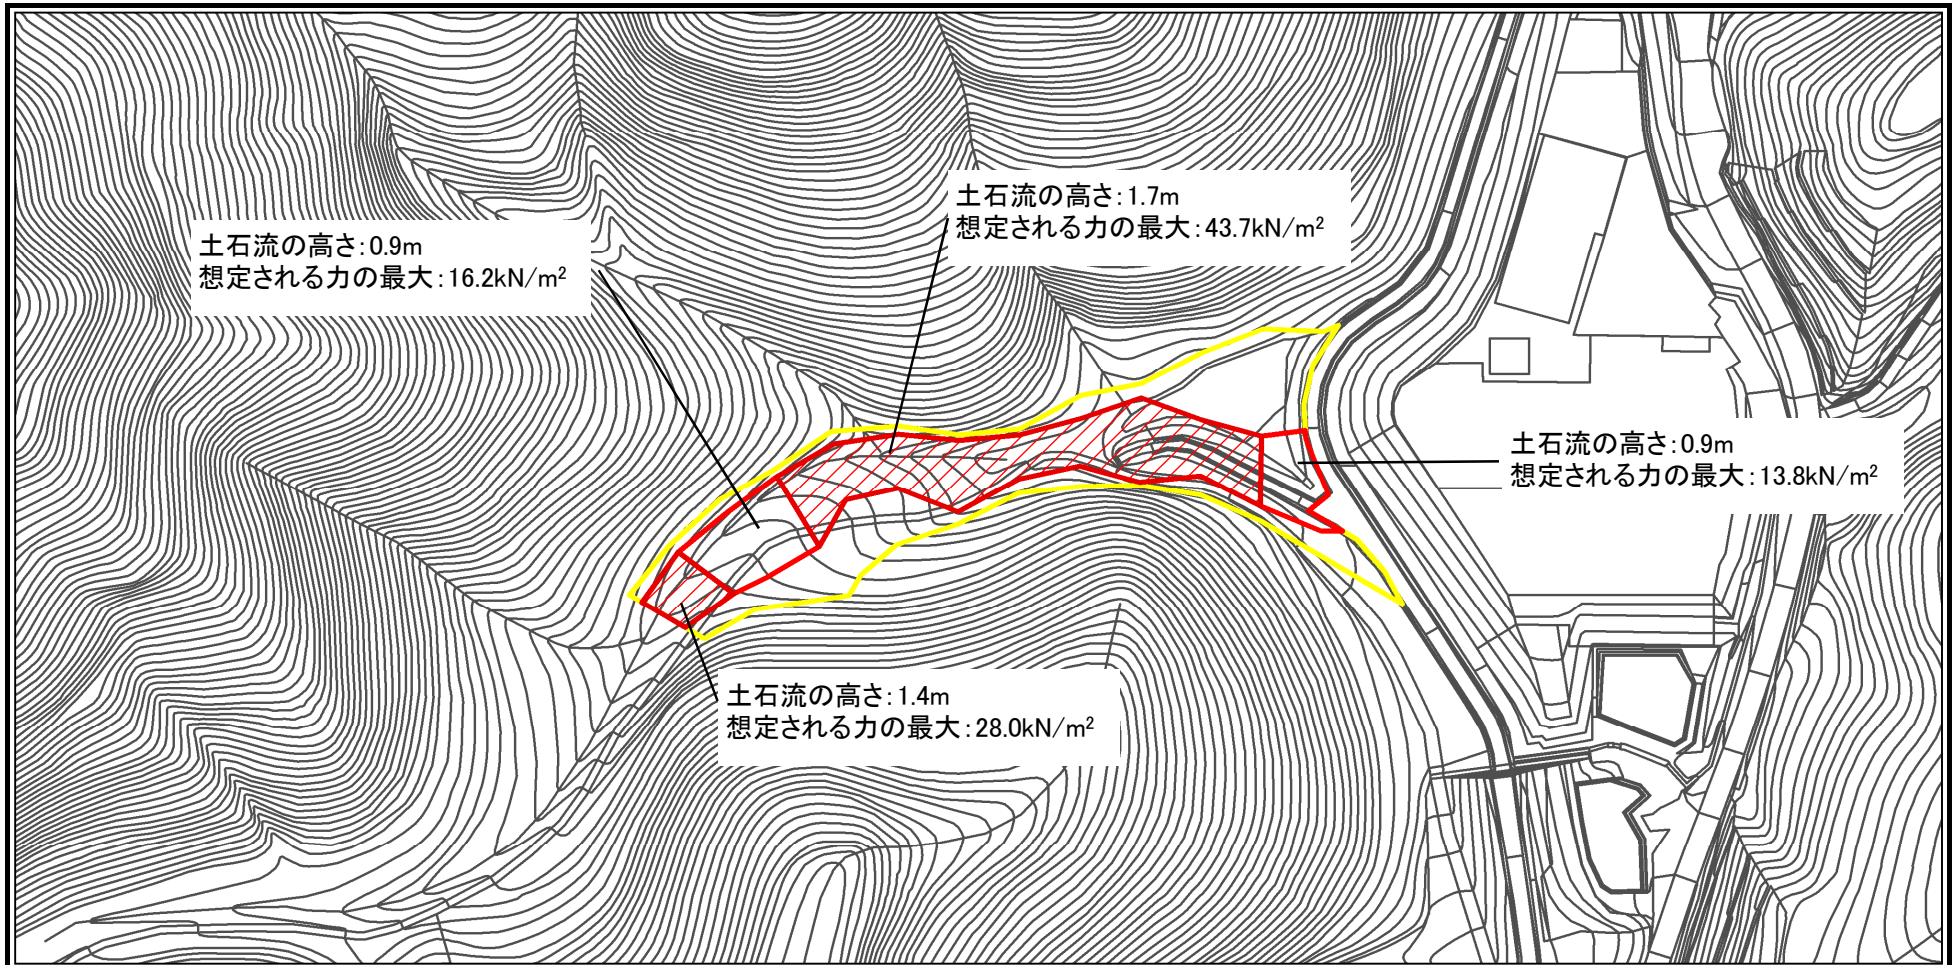 土石流の高さ：1.7m
想定される力の最大：43.7kN/m²
土石流の高さ：0.9m
想定される力の最大：16.2kN/m²
土石流の高さ：0.9m
想定される力の最大：13.8kN/m²
土石流の高さ：1.4m
想定される力の最大：28.0kN/m²